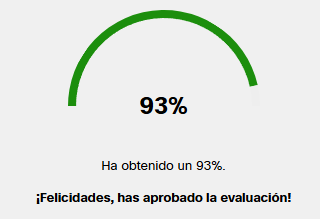 93%
Ha obtenido un 93%.
¡Felicidades, has aprobado la evaluación!